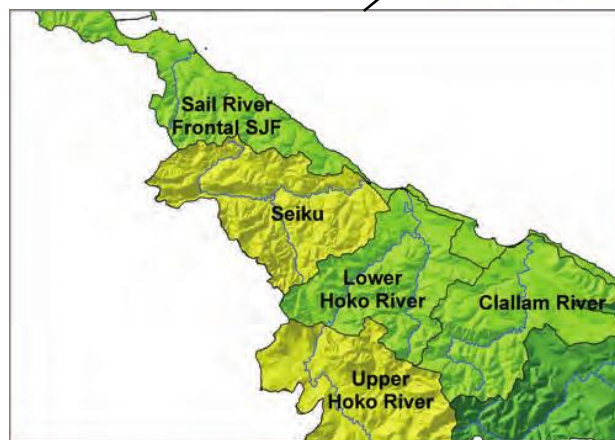 Sail River
Frontal SJF
Seiku
Lower
Hoko River
Clallam River
Upper
Hoko River